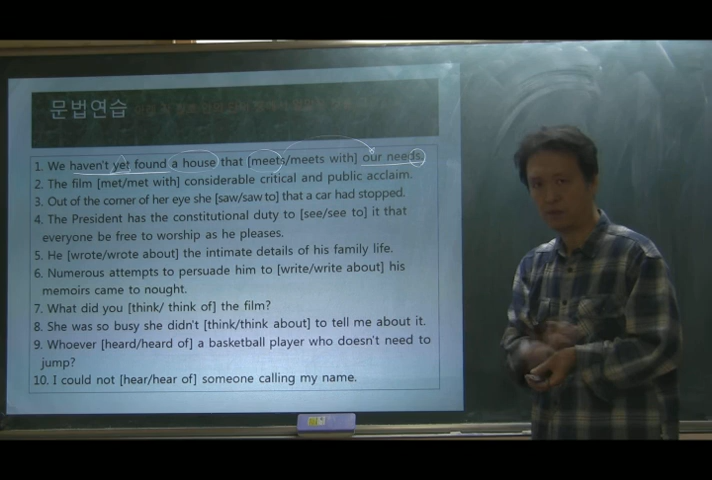 문법연습
1. We haven't yet found a house that [meets/meets with] our needs.
2. The film [met/met with] considerable critical and public acclaim.
3. Out of the corner of her eye she [saw/saw to] that a car had stopped.
4. The President has the constitutional duty to [see/see to] it that
everyone be free to worship as he pleases.
5. He [wrote/wrote about] the intimate details of his family life.
6. Numerous attempts to persuade him to [write/write about] his
memoirs came to nought.
7. What did you [think/ think of] the film?
8. She was so busy she didn't [think/think about] to tell me about it.
9. Whoever [heard/heard of] a basketball player who doesn't need to
jump?
10. I could not [hear/hear of] someone calling my name.